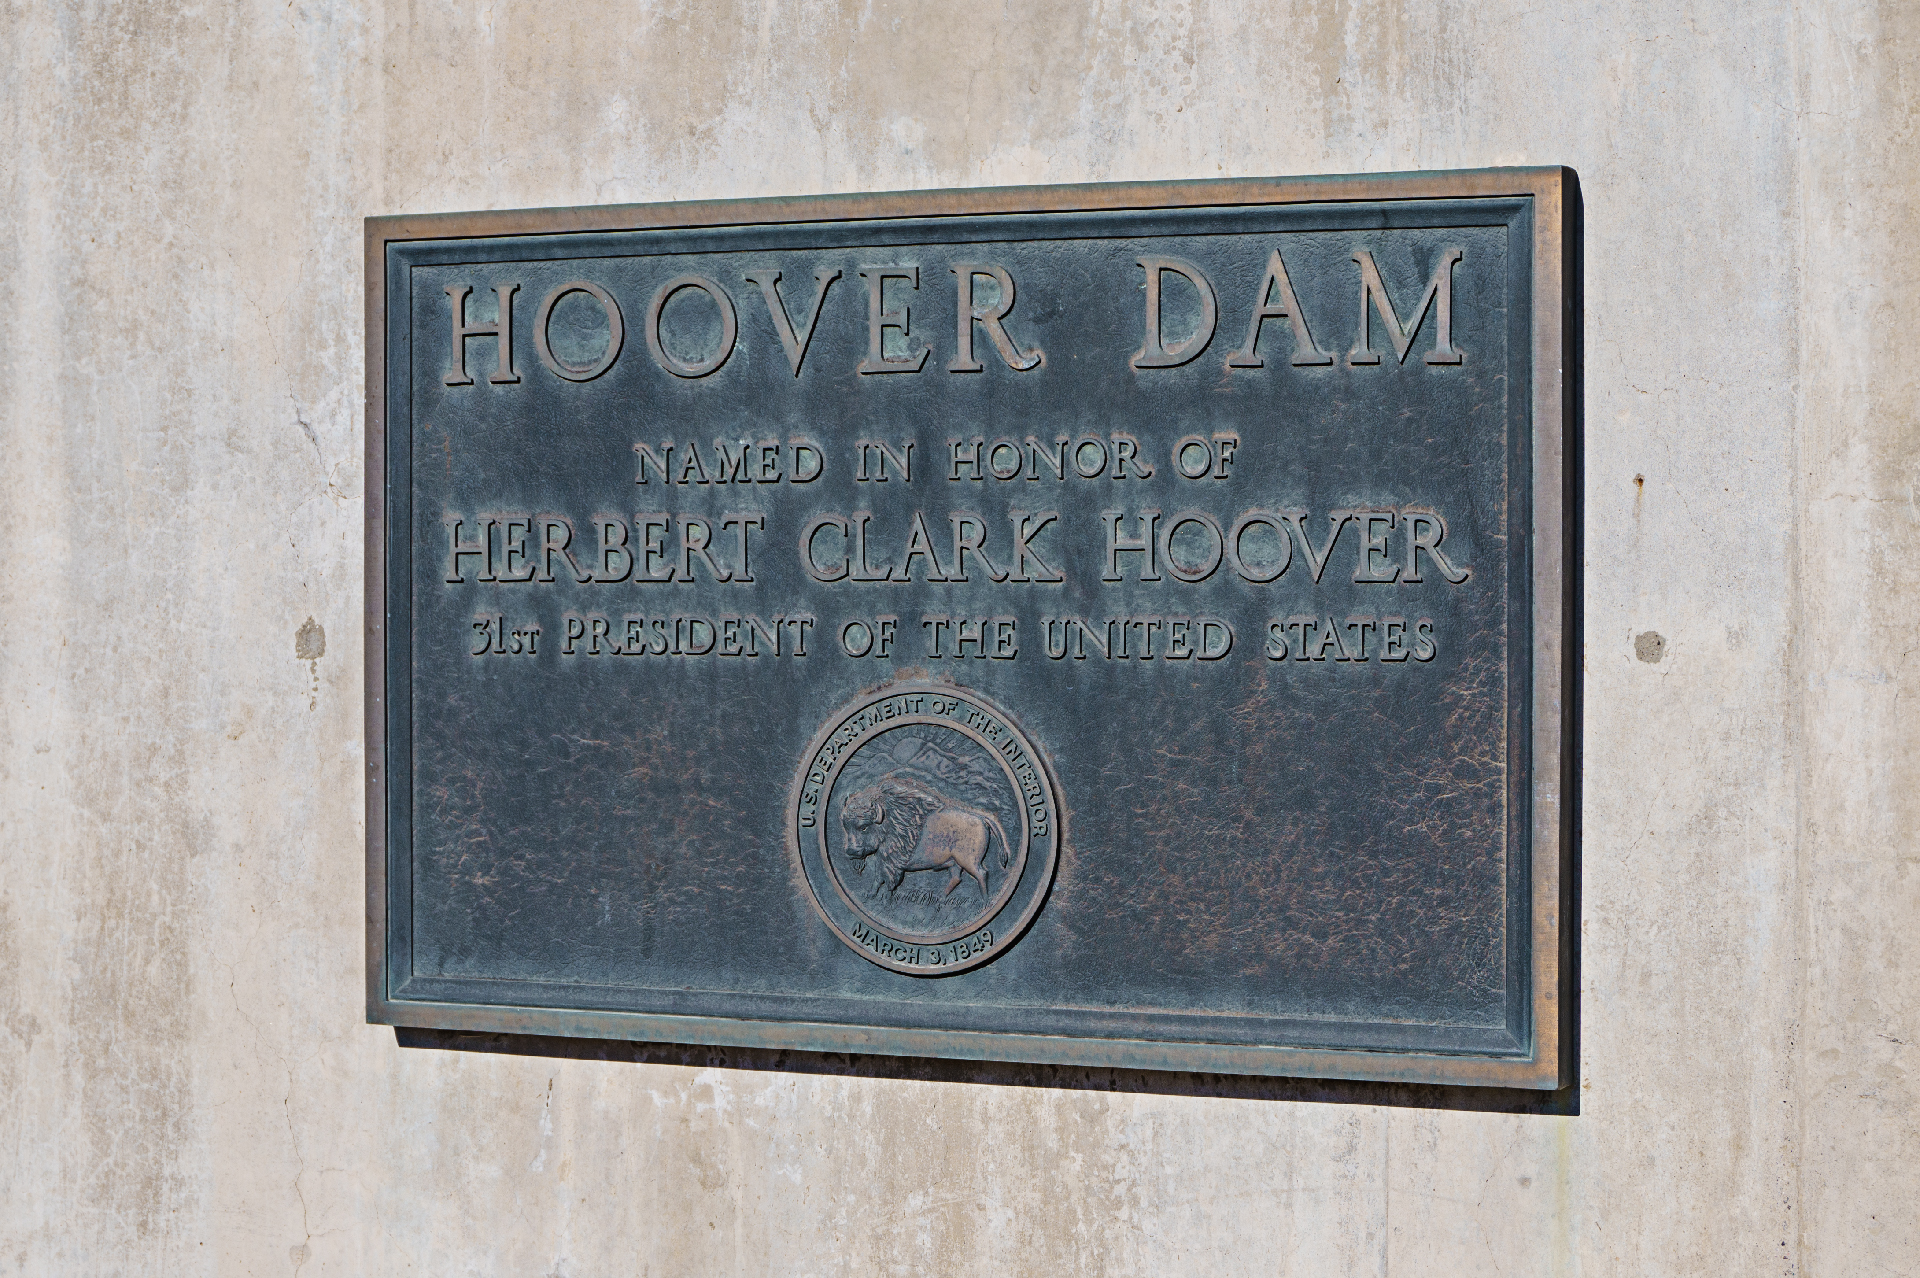 HOOVER DAM
NAMED IN HONOR OF
HERBERT CLARK HOOVER
31ST PRESIDENT OF THE UNITED STATES
U.S. DEPARTMENT OF THE INTERIOR
MARCH 3, 1849